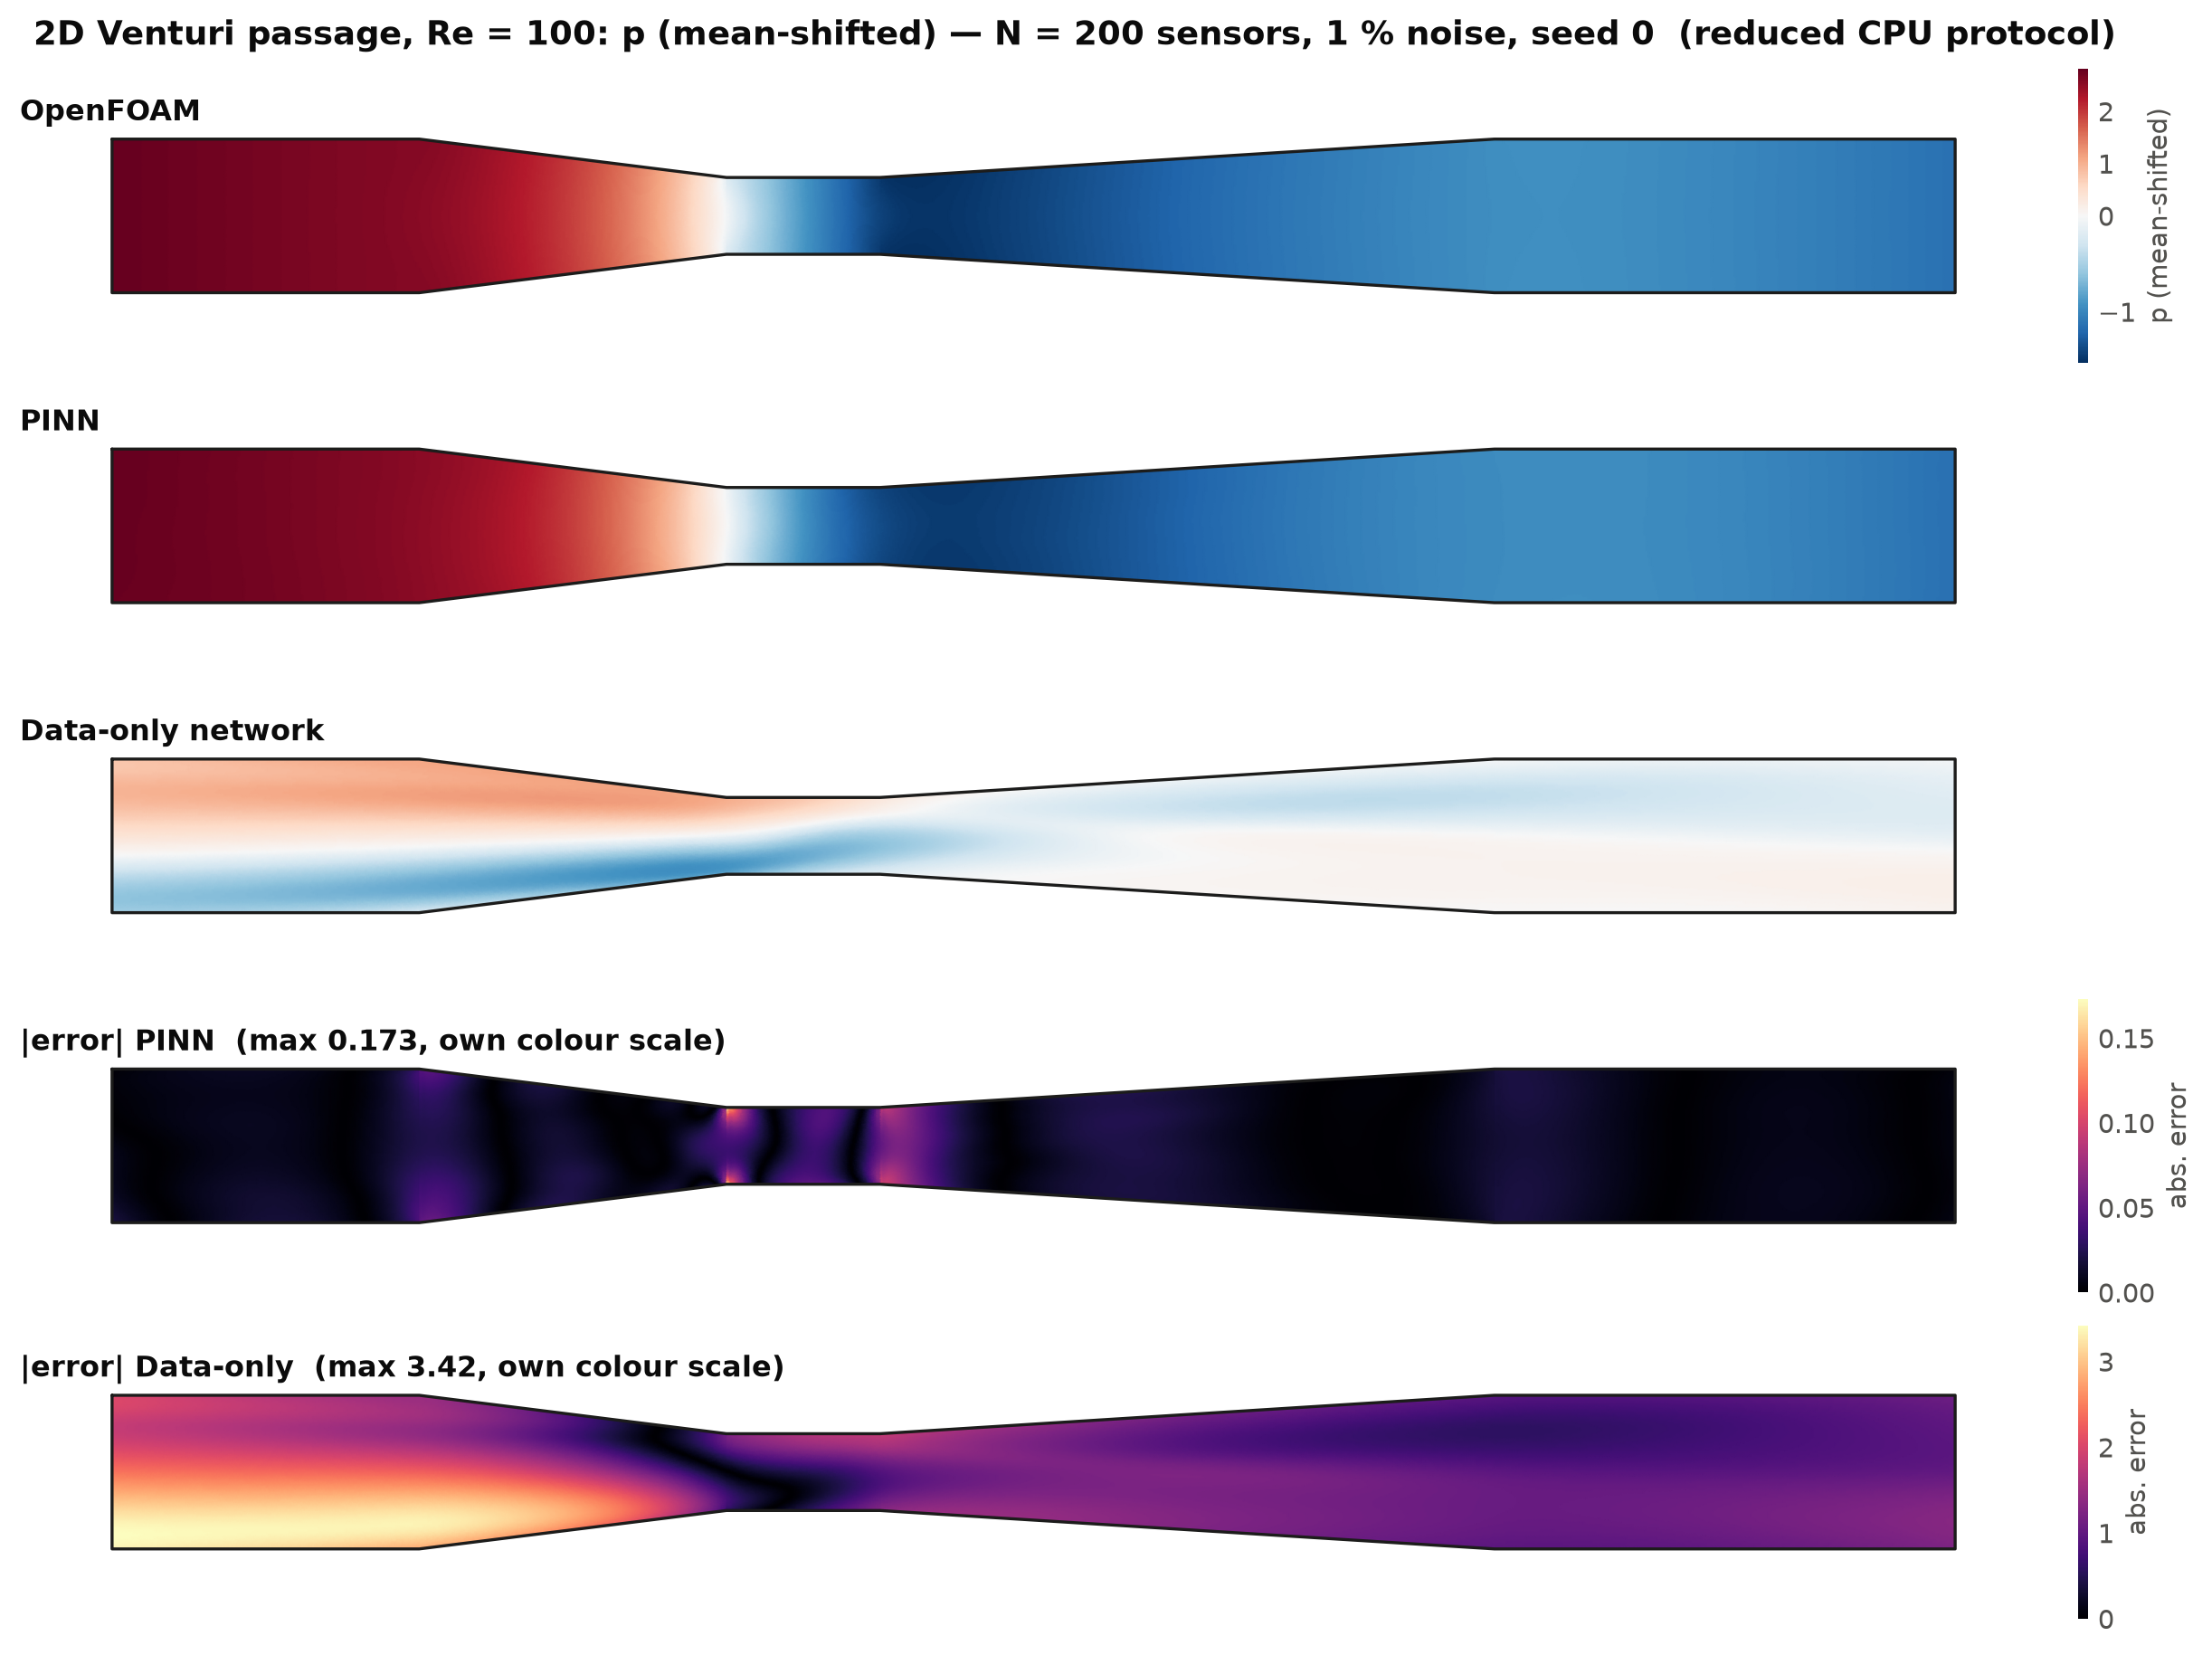 2D Venturi passage, Re = 100: p (mean-shifted) — N = 200 sensors, 1 % noise, seed 0  (reduced CPU protocol)
OpenFOAM
2
1
0
−1
p (mean-shifted)
PINN
Data-only network
|error| PINN  (max 0.173, own colour scale)
0.15
0.10
0.05
0.00
abs. error
|error| Data-only  (max 3.42, own colour scale)
3
2
1
0
abs. error